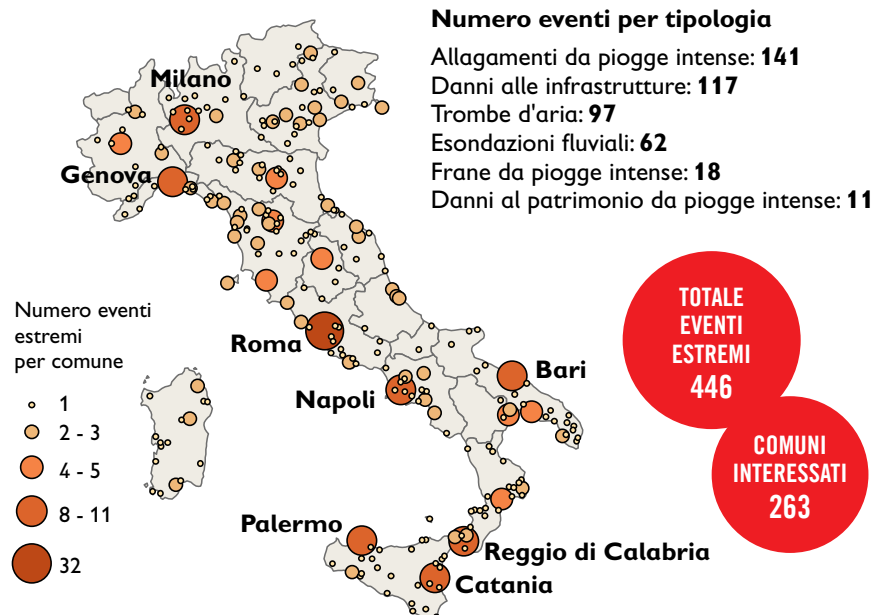 Numero eventi per tipologia
Allagamenti da piogge intense: 141
Danni alle infrastrutture: 117
Trombe d'aria: 97
Esondazioni fluviali: 62
Frane da piogge intense: 18
Danni al patrimonio da piogge intense: 11
Milano
Genova
Roma
Napoli
Bari
Palermo
Reggio di Calabria
Catania
Numero eventi
estremi
per comune
1
2 - 3
4 - 5
8 - 11
32
TOTALE
EVENTI
ESTREMI
446
COMUNI
INTERESSATI
263